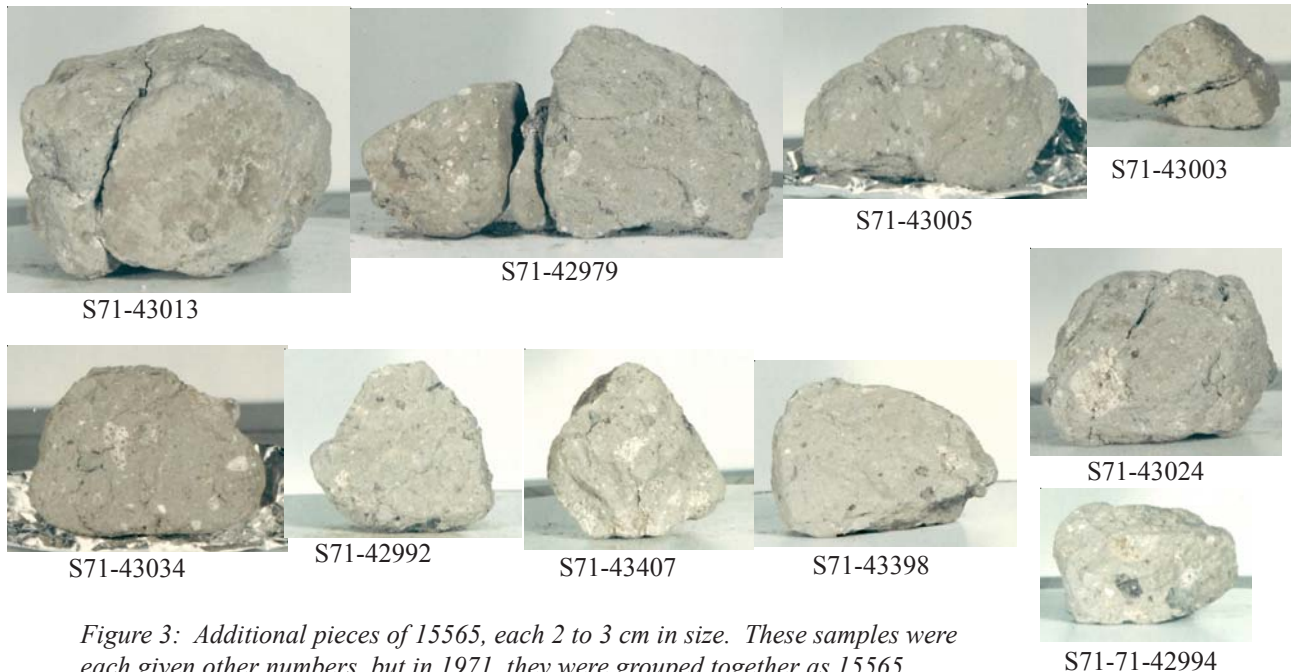 S71-43013
S71-42979
S71-43005
S71-43003
S71-43034
S71-42992
S71-43407
S71-43398
S71-43024
S71-71-42994
Figure 3: Additional pieces of 15565, each 2 to 3 cm in size. These samples were
each given other numbers, but in 1971, they were grouped together as 15565.